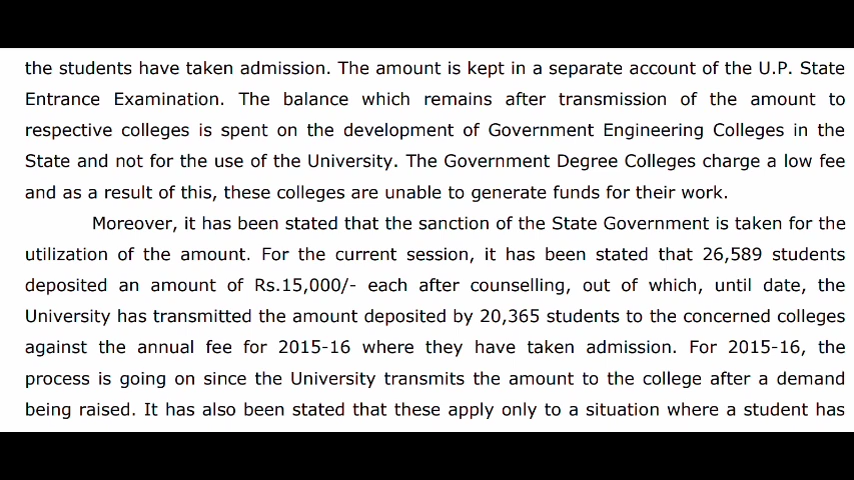 the students have taken admission. The amount is kept in a separate account of the U.P. State
Entrance Examination. The balance which remains after transmission of the amount to
respective colleges is spent on the development of Government Engineering Colleges in the
State and not for the use of the University. The Government Degree Colleges charge a low fee
and as a result of this, these colleges are unable to generate funds for their work.
Moreover, it has been stated that the sanction of the State Government is taken for the
utilization of the amount. For the current session, it has been stated that 26,589 students
deposited an amount of Rs.15,000/- each after counselling, out of which, until date, the
University has transmitted the amount deposited by 20,365 students to the concerned colleges
against the annual fee for 2015-16 where they have taken admission. For 2015-16, the
process is going on since the University transmits the amount to the college after a demand
being raised. It has also been stated that these apply only to a situation where a student has